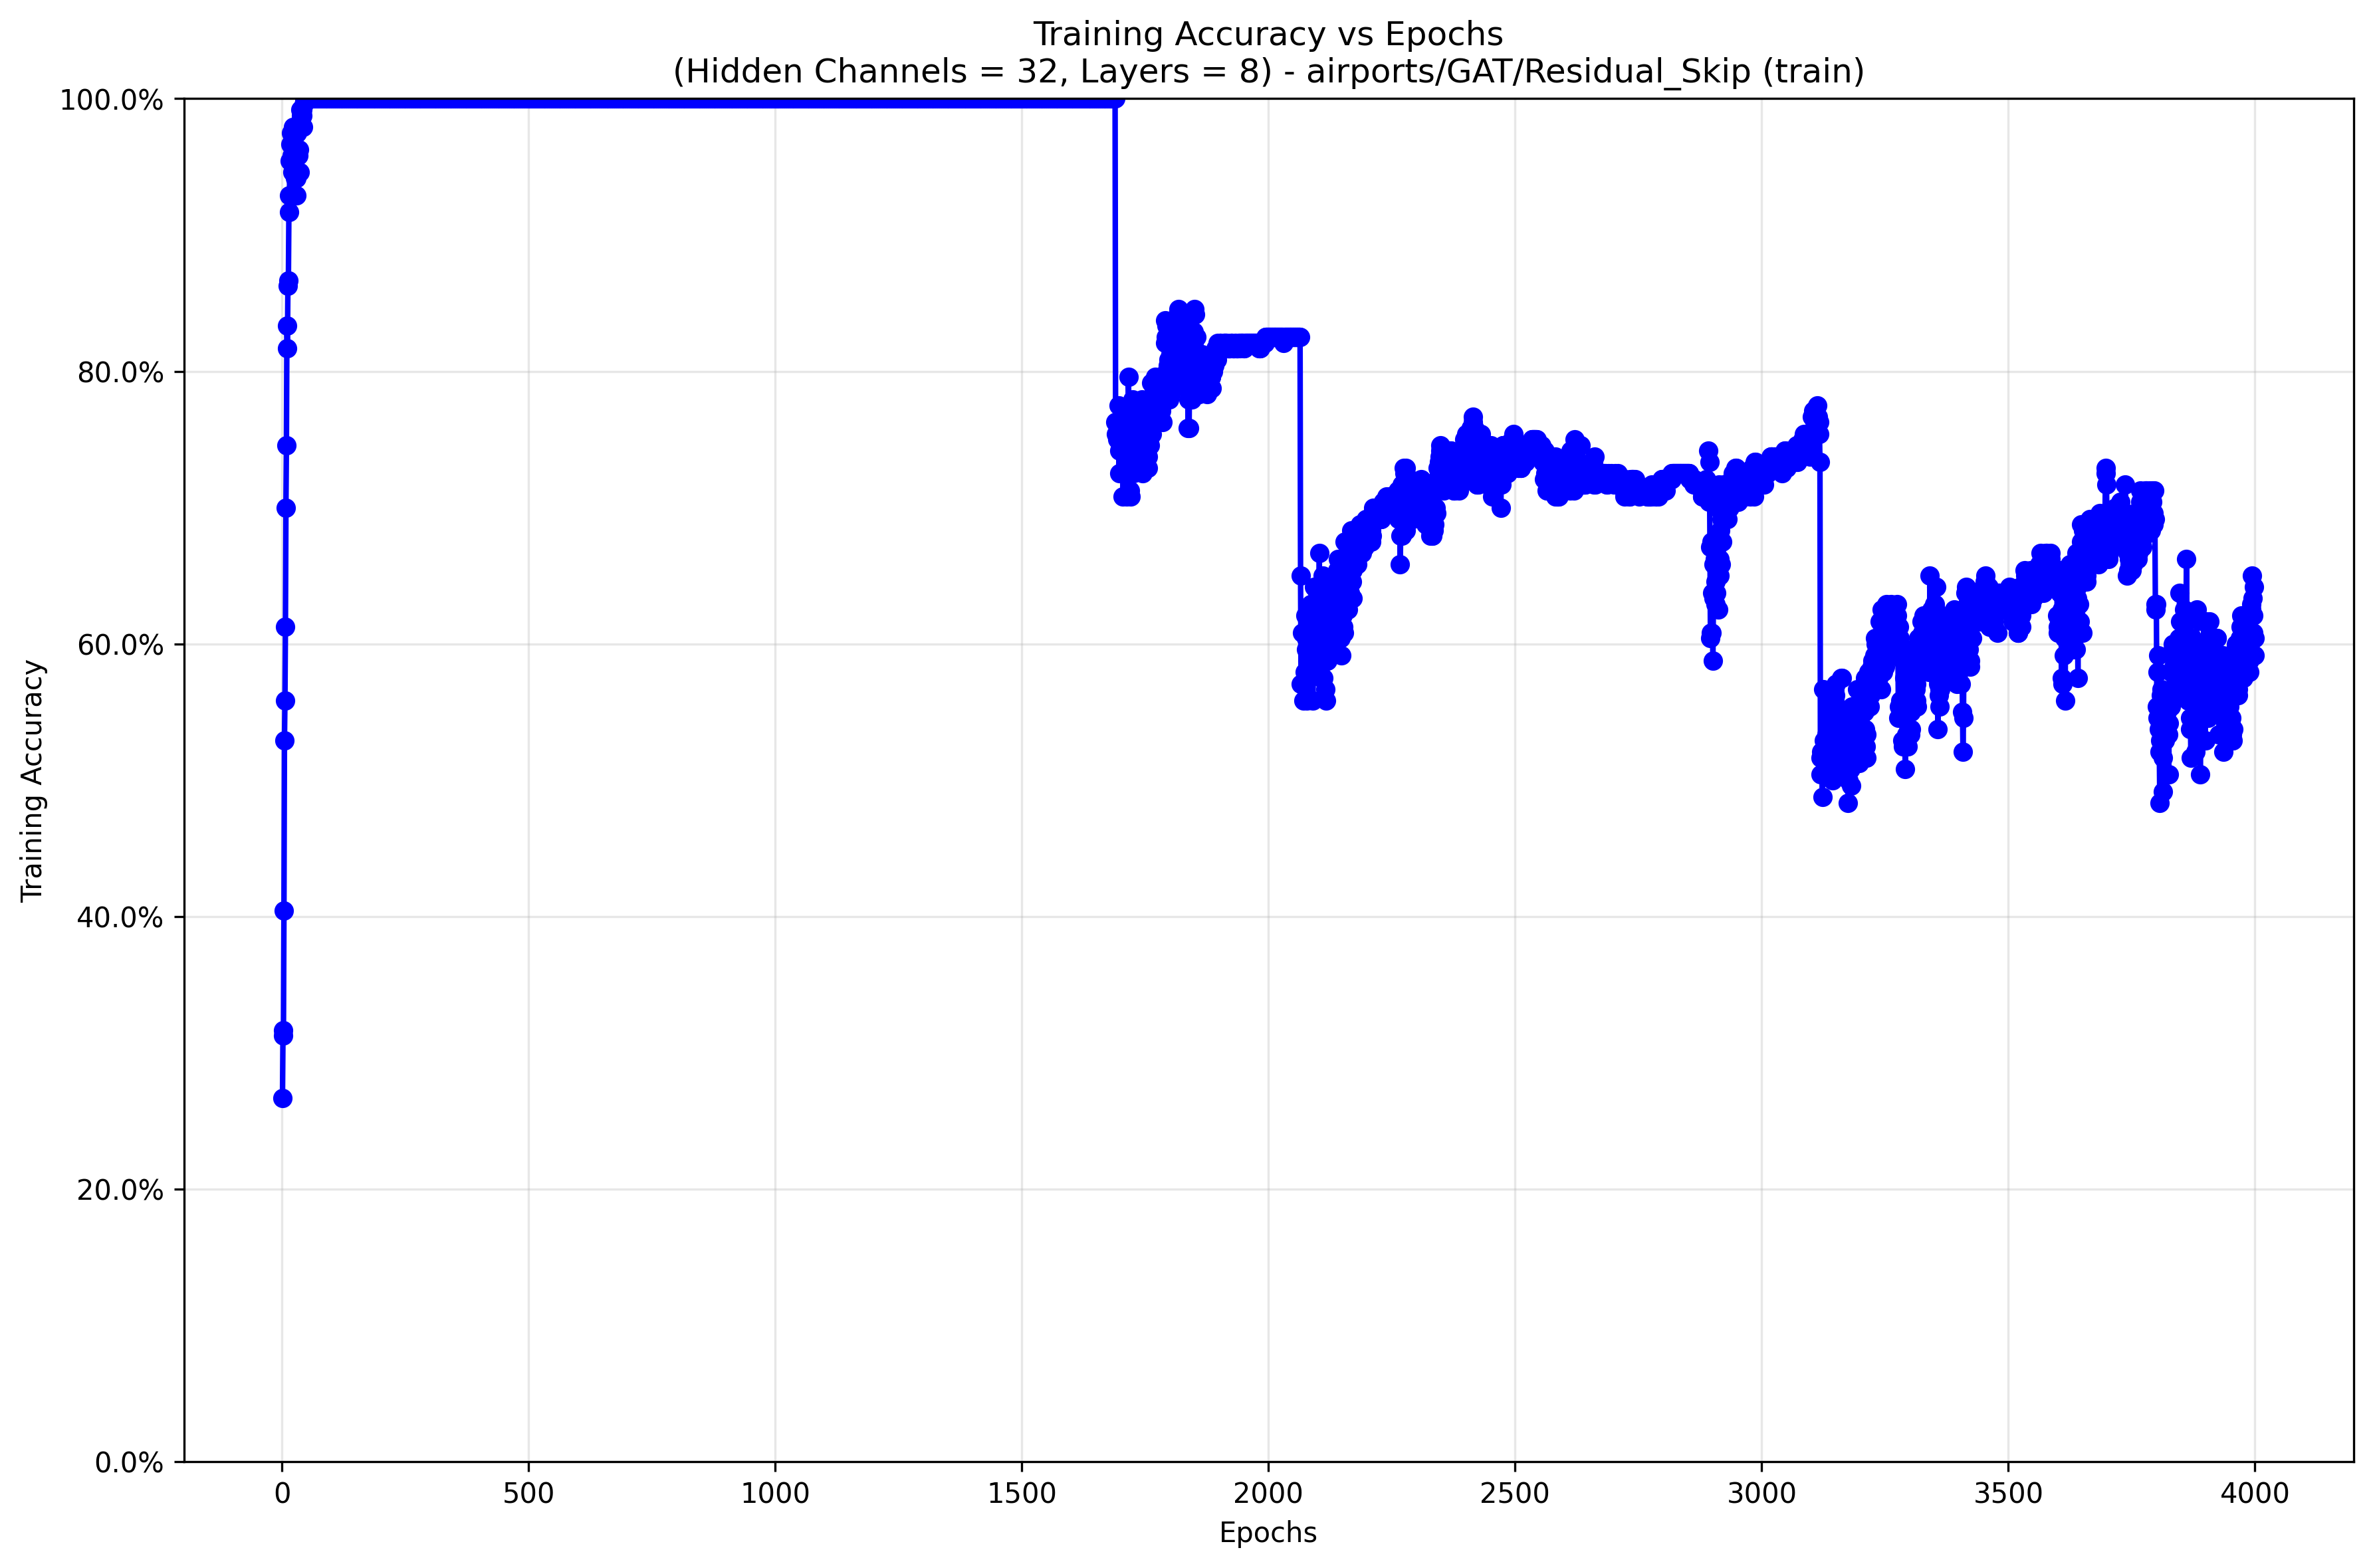 Training Accuracy vs Epochs
(Hidden Channels = 32, Layers = 8) - airports/GAT/Residual_Skip (train)
100.0%
80.0%
60.0%
40.0%
20.0%
0.0%
Training Accuracy
0 500 1000 1500 2000 2500 3000 3500 4000
Epochs